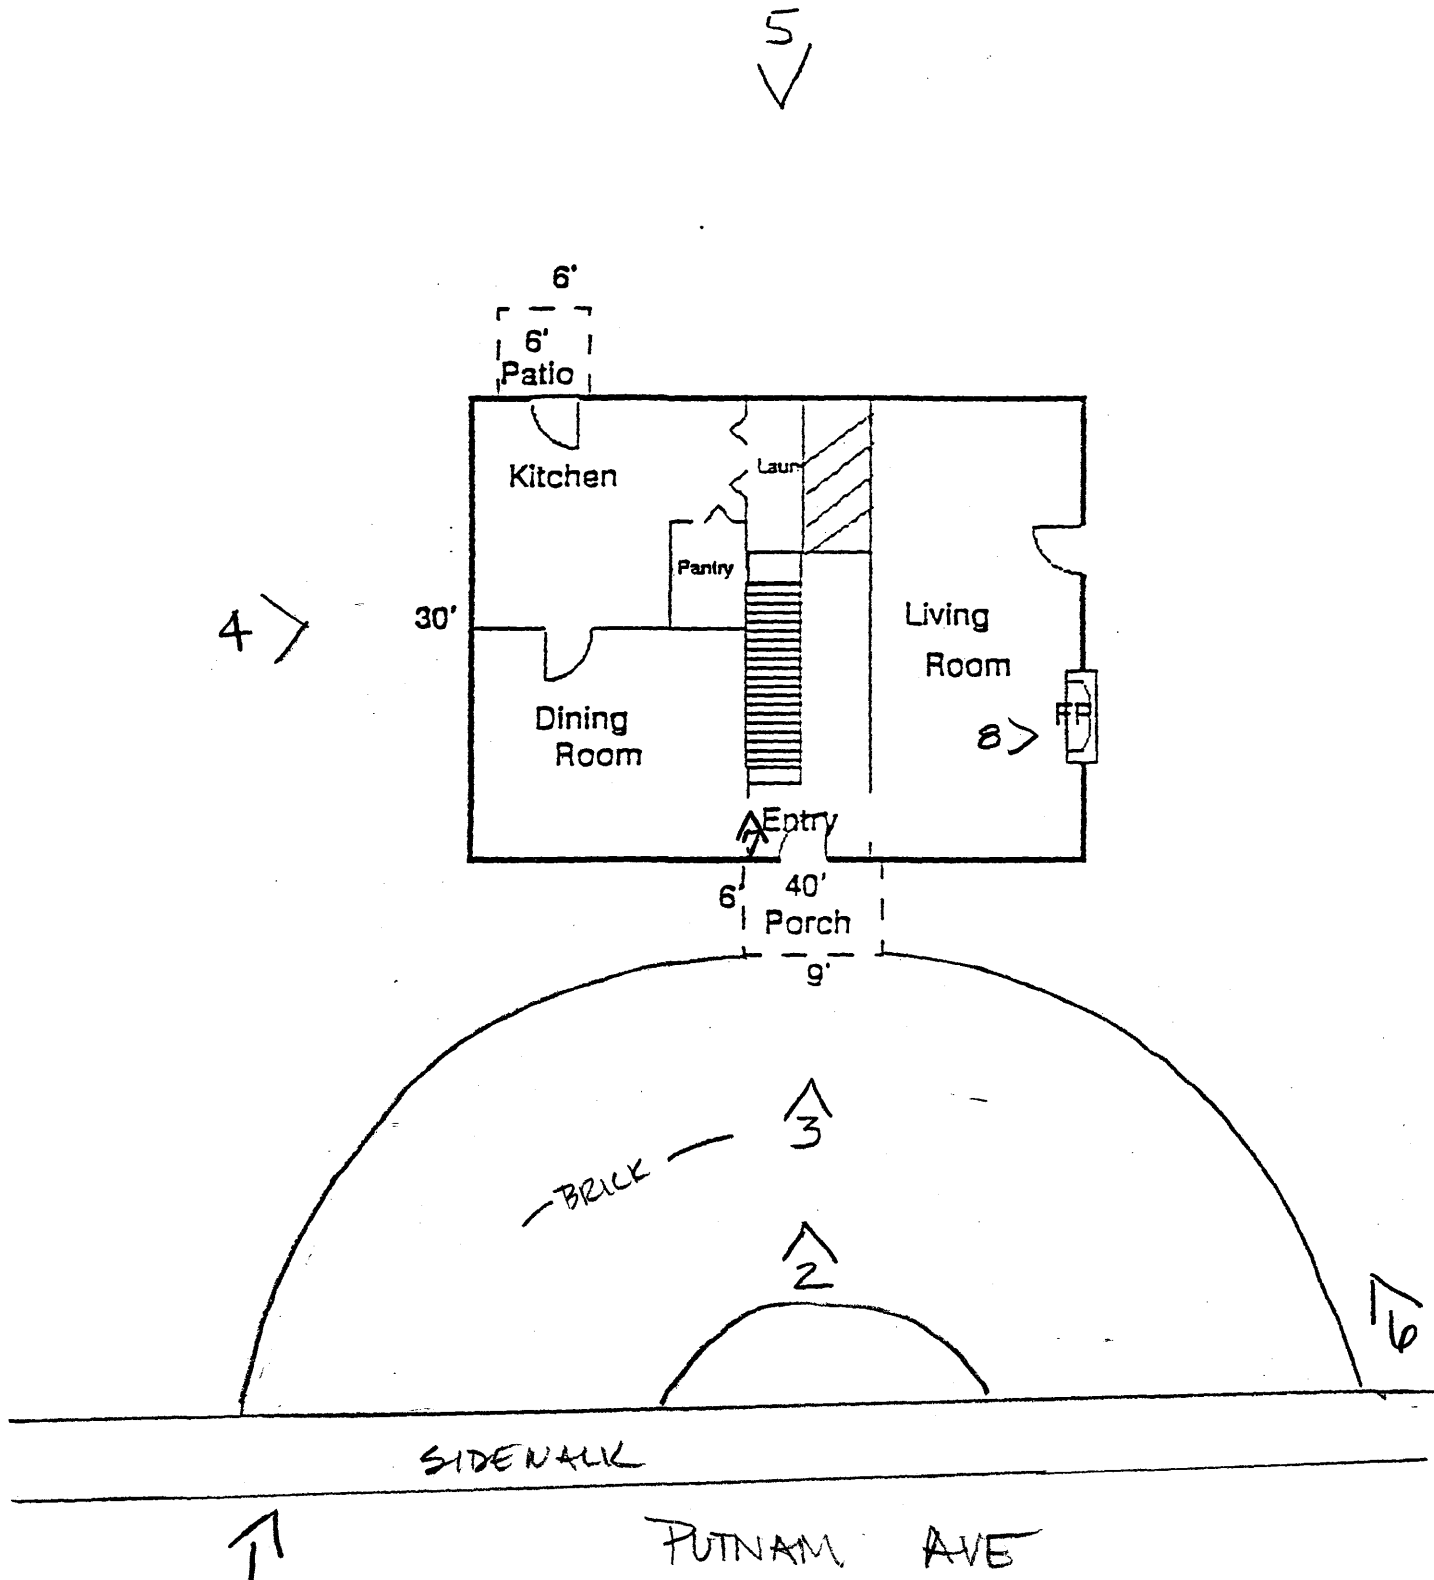 5
6'
6'
Patio
Kitchen
Laun
Pantry
4
30'
Living
Room
Dining
Room
FP
8
Entry
7
6'
40'
Porch
9'
3
BRICK
2
6
SIDEWALK
1
PUTNAM AVE